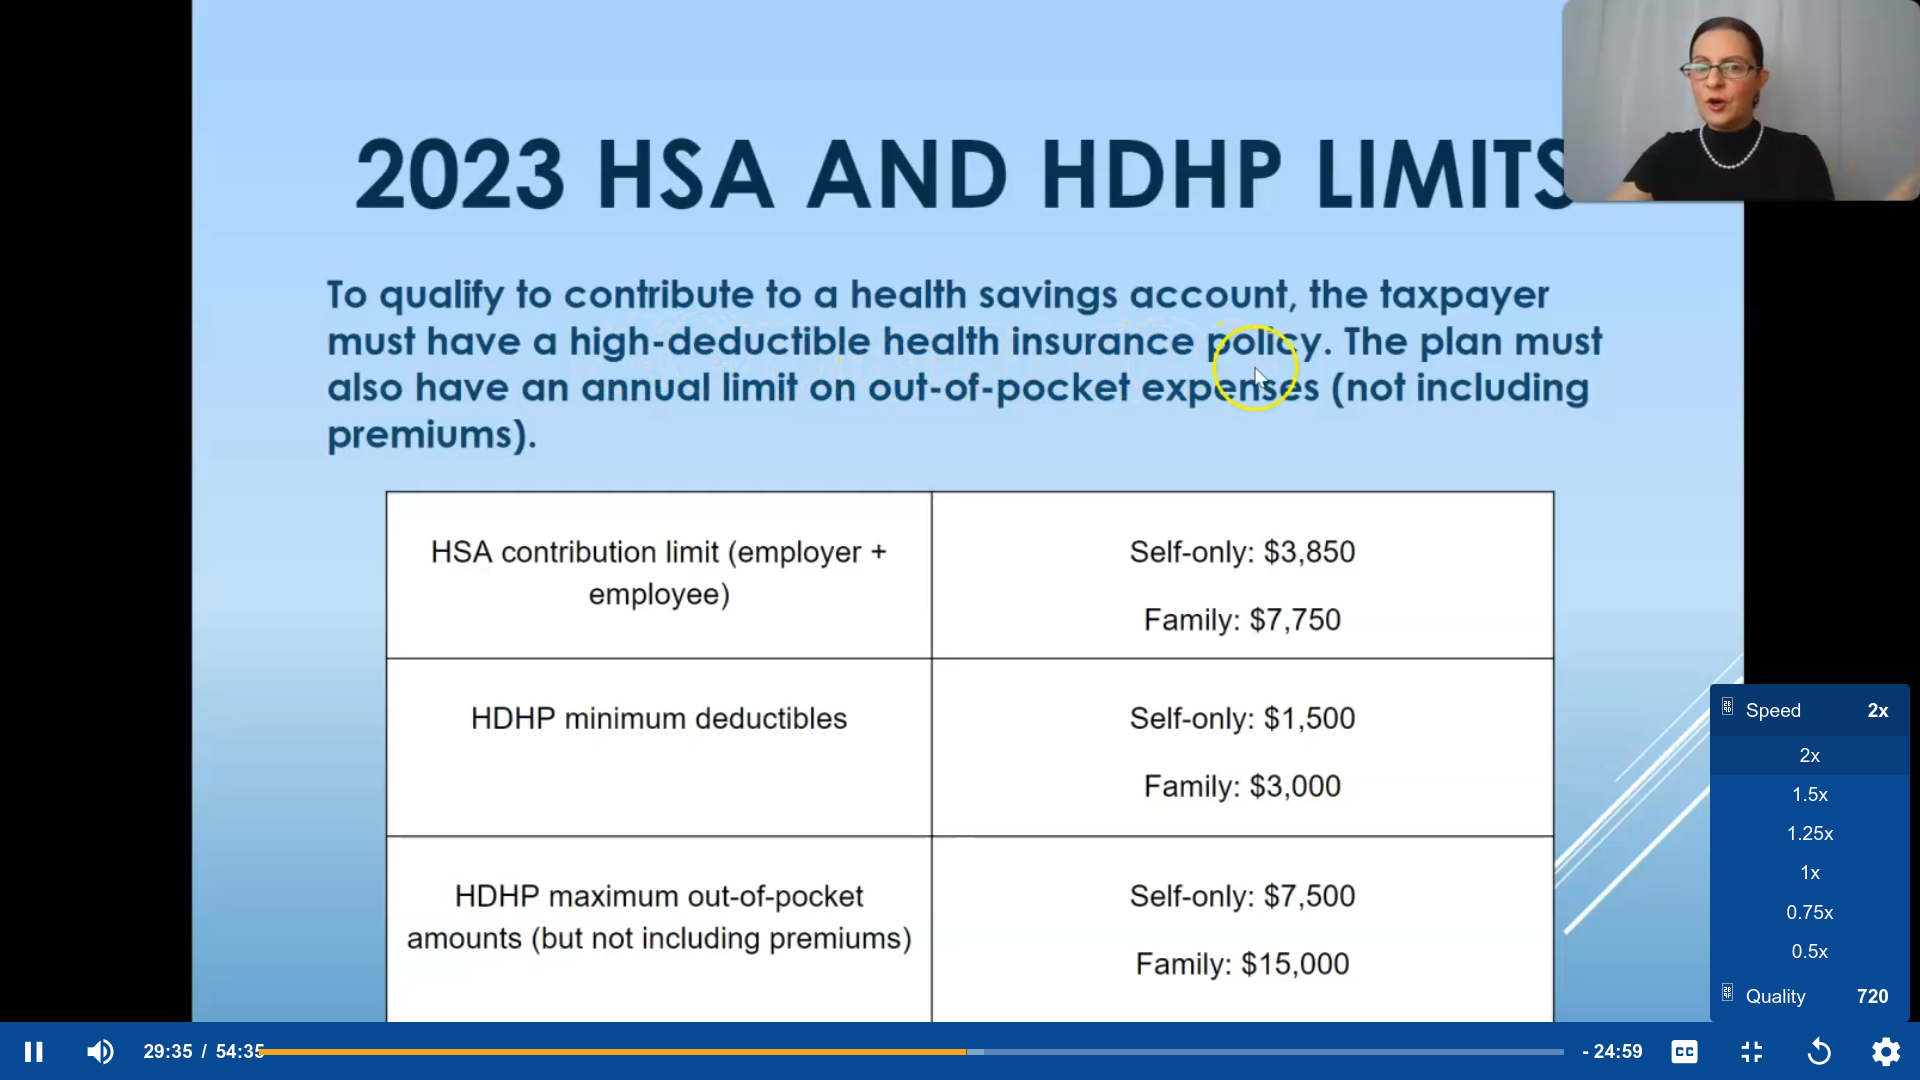 2023 HSA AND HDHP LIMITS
To qualify to contribute to a health savings account, the taxpayer
must have a high-deductible health insurance policy. The plan must
also have an annual limit on out-of-pocket expenses (not including
premiums).
HSA contribution limit (employer +
employee)
Self-only: $3,850
Family: $7,750
HDHP minimum deductibles
Self-only: $1,500
Family: $3,000
HDHP maximum out-of-pocket
amounts (but not including premiums)
Self-only: $7,500
Family: $15,000
Speed 2x
2x
1.5x
1.25x
1x
0.75x
0.5x
Quality 720
29:35 / 54:35
- 24:59
CC